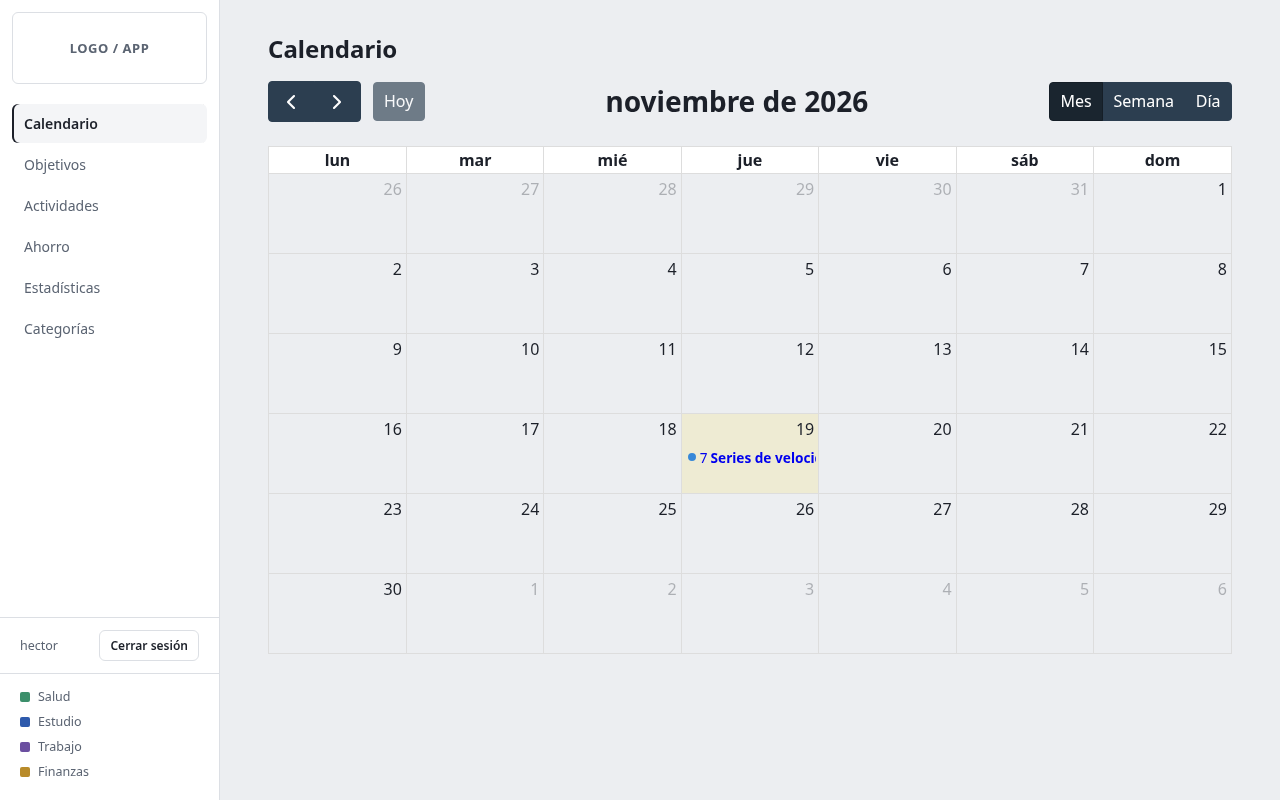 LOGO / APP
Calendario
Objetivos
Actividades
Ahorro
Estadísticas
Categorías
hector
Cerrar sesión
Salud
Estudio
Trabajo
Finanzas
Calendario
Hoy
noviembre de 2026
Mes Semana Día
lun mar mié jue vie sáb dom
26 27 28 29 30 31 1
2 3 4 5 6 7 8
9 10 11 12 13 14 15
16 17 18 19 20 21 22
7 Series de veloci
23 24 25 26 27 28 29
30 1 2 3 4 5 6